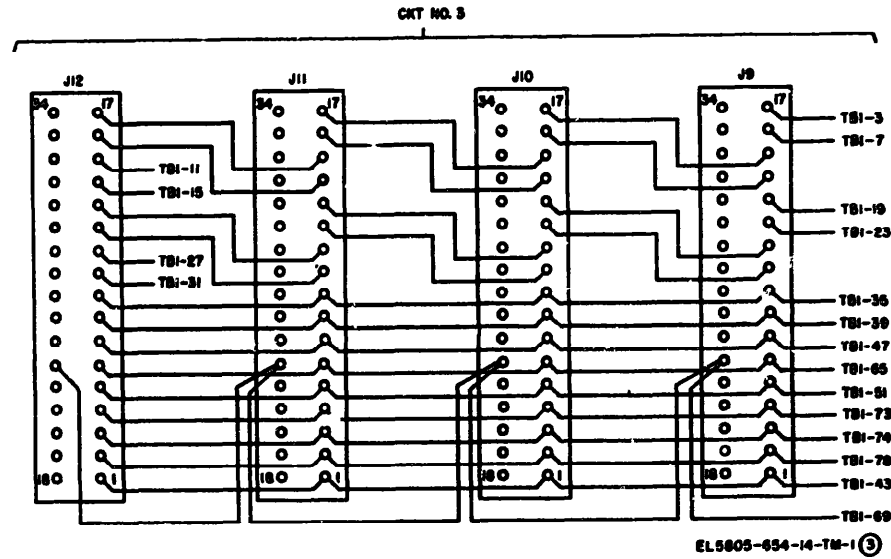 CKT NO. 3
J12
J11
J10
J9
34 17
34 17
34 17
34 17
TB1-3
TB1-7
TB1-11
TB1-15
TB1-19
TB1-23
TB1-27
TB1-31
TB1-35
TB1-39
TB1-47
TB1-65
TB1-51
TB1-73
TB1-74
TB1-78
18 1
18 1
18 1
18 1
TB1-43
TB1-69
EL5805-654-14-TM-1 3